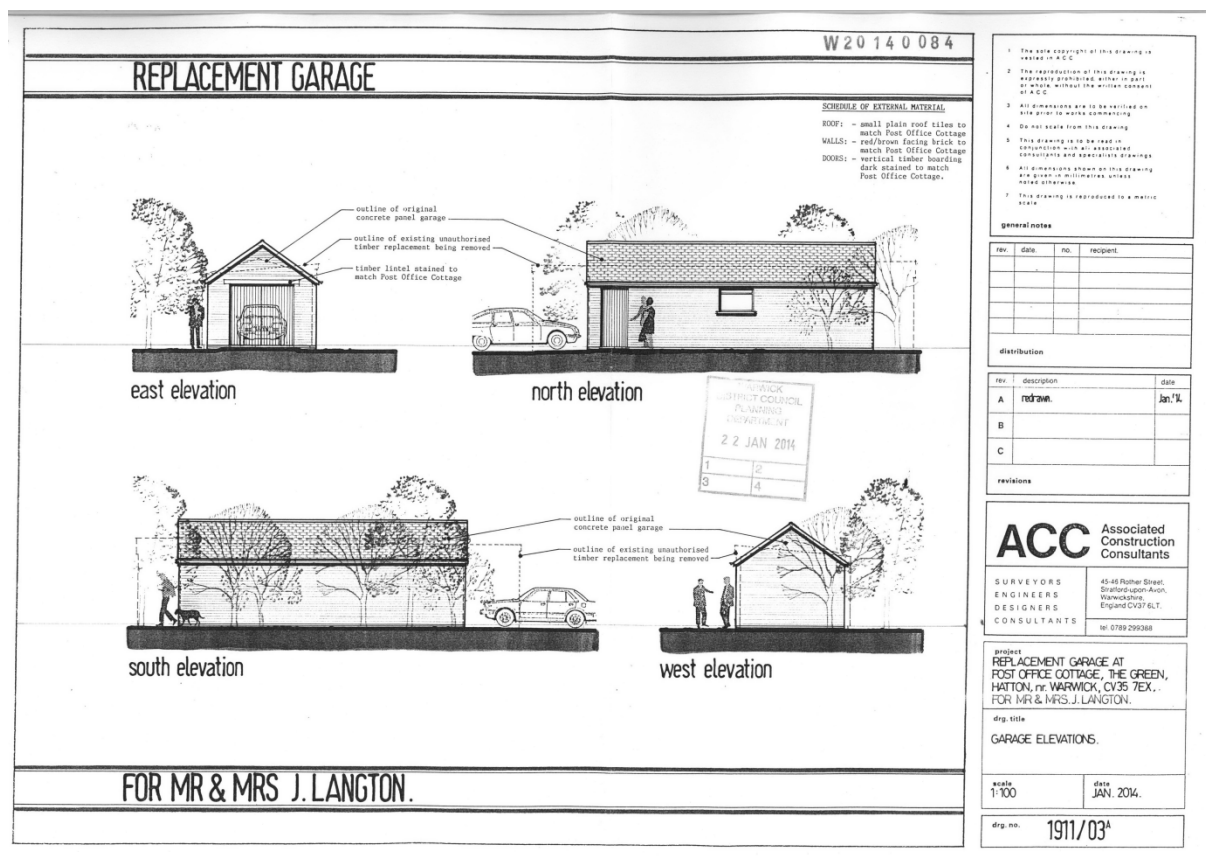 W20140084
REPLACEMENT GARAGE
SCHEDULE OF EXTERNAL MATERIAL
ROOF: - small plain roof tiles to
match Post Office Cottage
WALLS: - red/brown facing brick to
match Post Office Cottage
DOORS: - vertical timber boarding
dark stained to match
Post Office Cottage.
outline of original
concrete panel garage
outline of existing unauthorised
timber replacement being removed
timber lintel stained to
match Post Office Cottage
east elevation
north elevation
WARWICK
DISTRICT COUNCIL
PLANNING
DEPARTMENT
22 JAN 2014
1 2
3 4
outline of original
concrete panel garage
outline of existing unauthorised
timber replacement being removed
south elevation
west elevation
FOR MR & MRS J. LANGTON.
1 The sole copyright of this drawing is
vested in ACC
2 The reproduction of this drawing is
expressly prohibited, either in part
or whole, without the written consent
of ACC
3 All dimensions are to be verified on
site prior to works commencing
4 Do not scale from this drawing
5 This drawing is to be read in
conjunction with all associated
consultants and specialists drawings
6 All dimensions shown on this drawing
are given in millimetres unless
noted otherwise
7 This drawing is reproduced to a metric
scale
general notes
rev. date. no. recipient.
distribution
rev. description date
A redrawn. Jan.'14.
B
C
revisions
ACC Associated
Construction
Consultants
SURVEYORS
ENGINEERS
DESIGNERS
CONSULTANTS
45-46 Rother Street,
Stratford-upon-Avon,
Warwickshire,
England CV37 6LT.
tel. 0789 299388
project
REPLACEMENT GARAGE AT
POST OFFICE COTTAGE, THE GREEN,
HATTON, nr. WARWICK, CV35 7EX.
FOR MR & MRS. J. LANGTON.
drg. title
GARAGE ELEVATIONS.
scale
1:100
date
JAN. 2014.
drg. no. 1911/03A